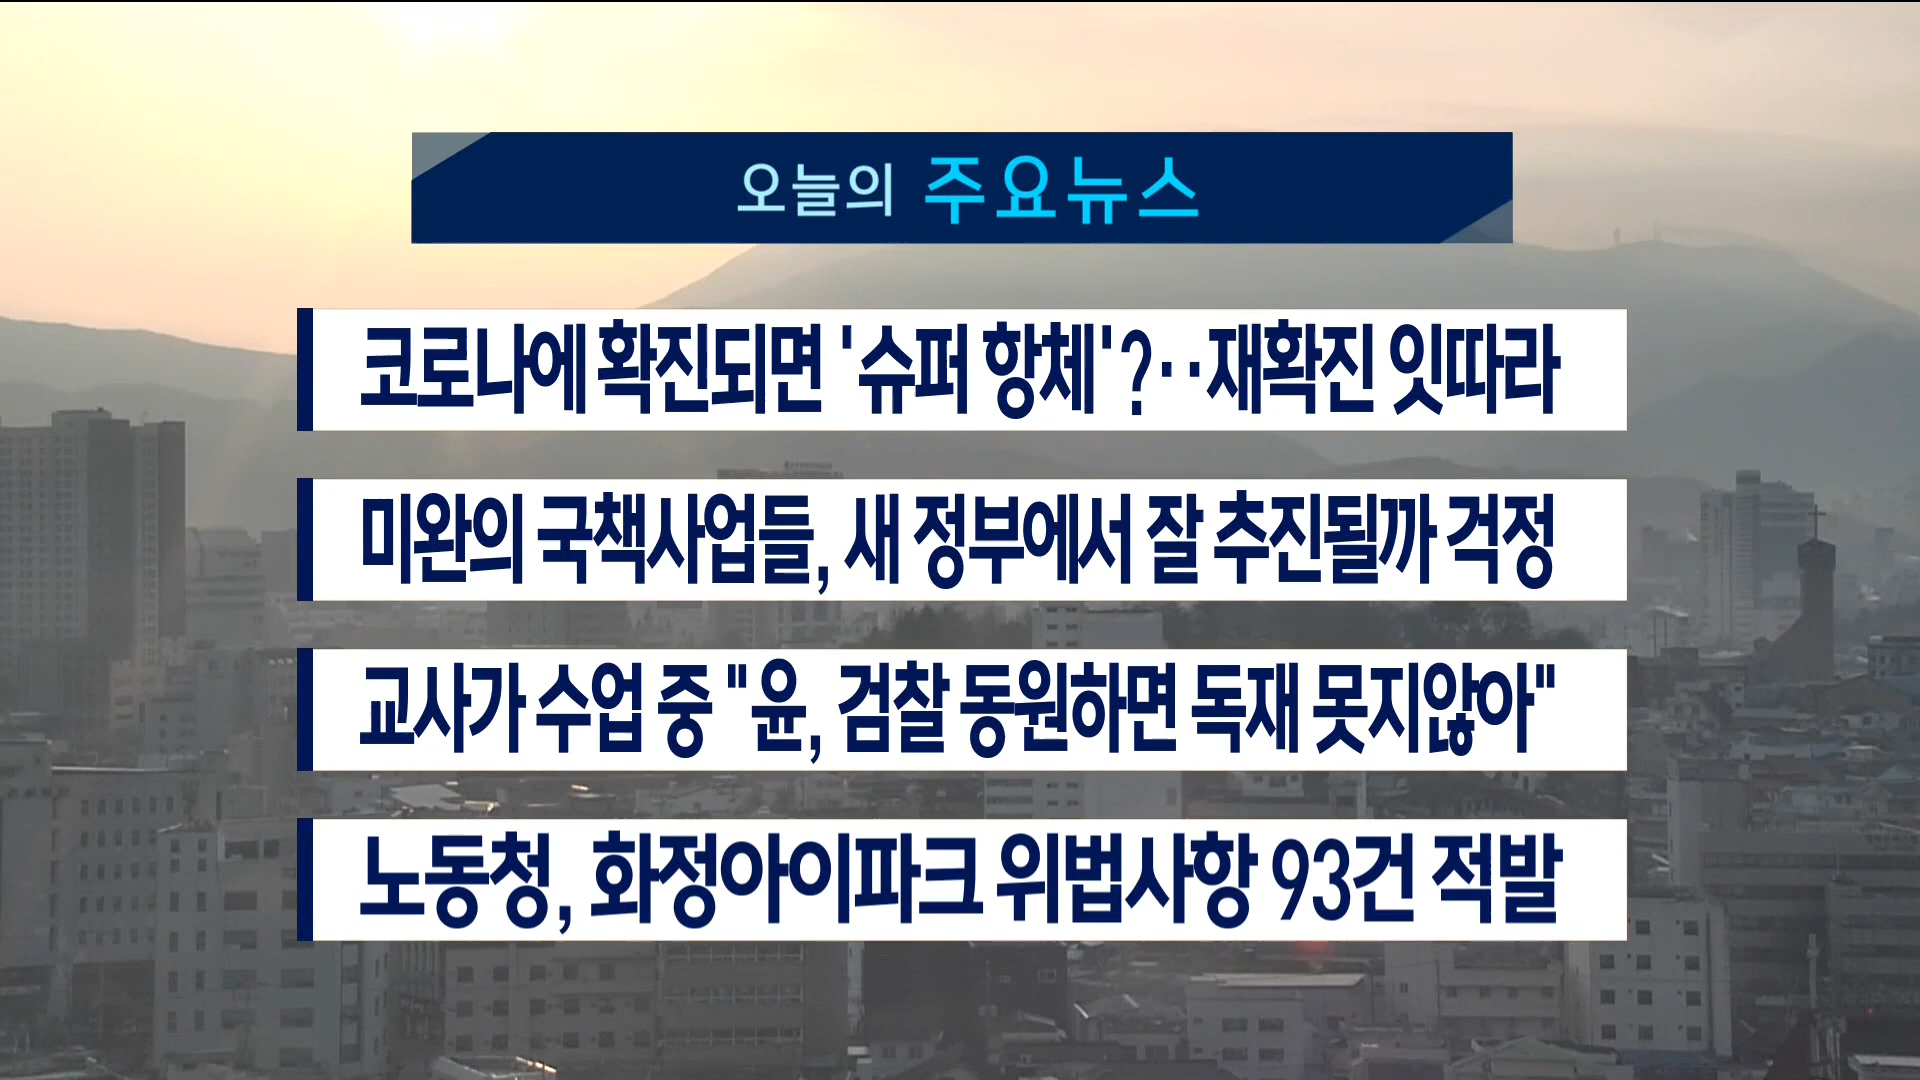 오늘의 주요뉴스
코로나에 확진되면 '슈퍼 항체'?··재확진 잇따라
미완의 국책사업들, 새 정부에서 잘 추진될까 걱정
교사가 수업 중 "윤, 검찰 동원하면 독재 못지않아"
노동청, 화정아이파크 위법사항 93건 적발